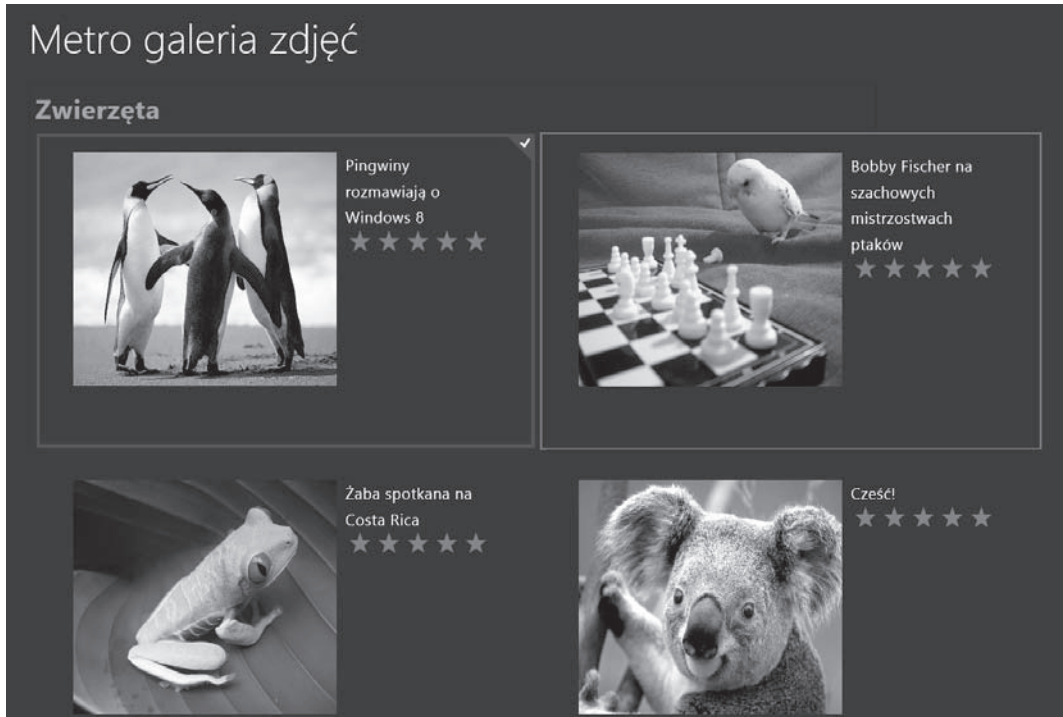 Metro galeria zdjęć
Zwierzęta
Pingwiny
rozmawiają o
Windows 8
Bobby Fischer na
szachowych
mistrzostwach
ptaków
Żaba spotkana na
Costa Rica
Cześć!